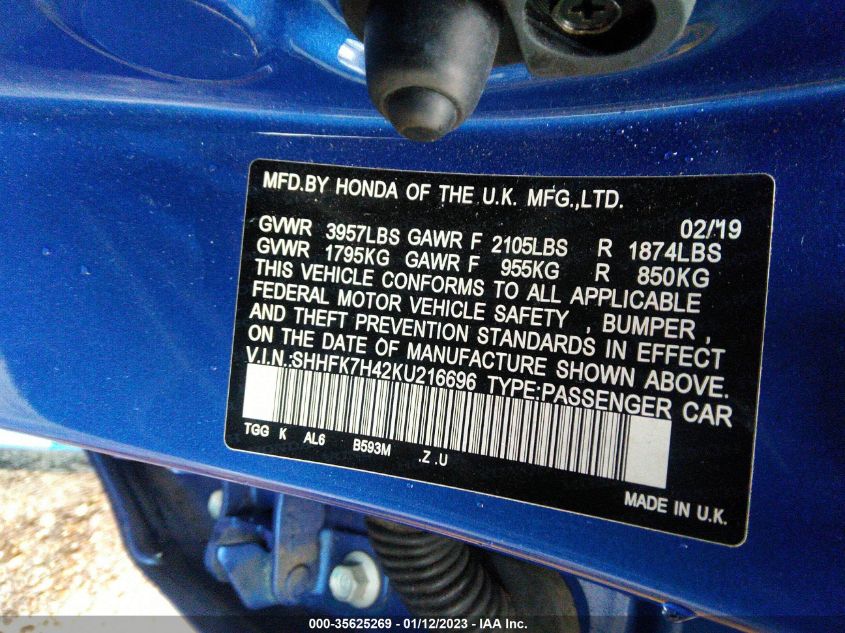 MFD.BY HONDA OF THE U.K. MFG.,LTD.
02/19
GVWR 3957LBS GAWR F 2105LBS R 1874LBS
GVWR 1795KG GAWR F 955KG R 850KG
THIS VEHICLE CONFORMS TO ALL APPLICABLE
FEDERAL MOTOR VEHICLE SAFETY , BUMPER ,
AND THEFT PREVENTION STANDARDS IN EFFECT
ON THE DATE OF MANUFACTURE SHOWN ABOVE.
V.I.N.:SHHFK7H42KU216696 TYPE:PASSENGER CAR
TGG K AL6 B593M .Z .U
MADE IN U.K.
000-35625269 - 01/12/2023 - IAA Inc.